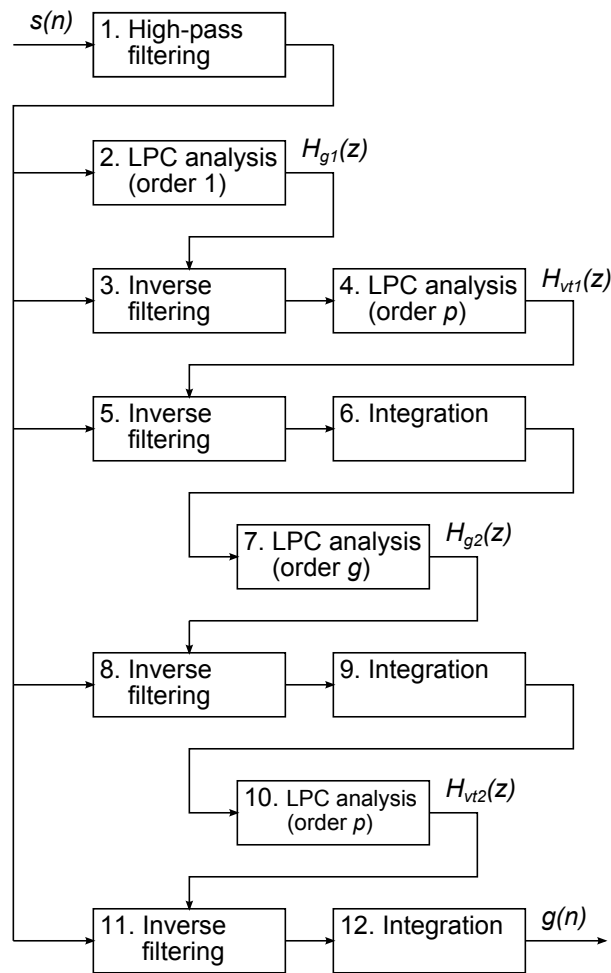 s(n)
1. High-pass
filtering
2. LPC analysis
(order 1)
Hg1(z)
3. Inverse
filtering
4. LPC analysis
(order p)
Hvt1(z)
5. Inverse
filtering
6. Integration
7. LPC analysis
(order g)
Hg2(z)
8. Inverse
filtering
9. Integration
10. LPC analysis
(order p)
Hvt2(z)
11. Inverse
filtering
12. Integration
g(n)